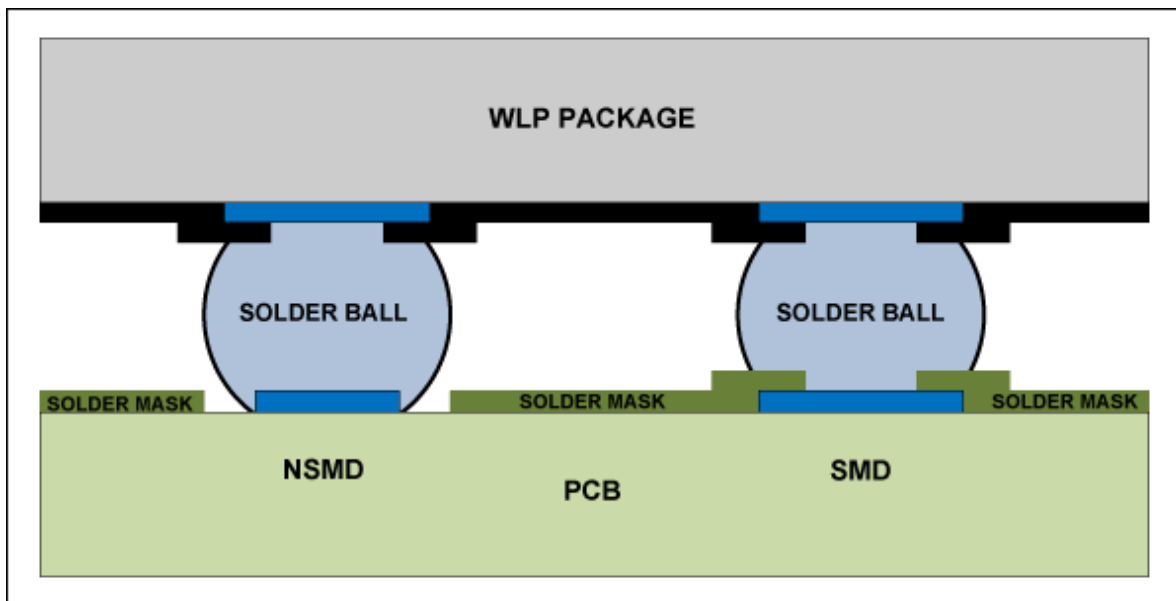 WLP PACKAGE
SOLDER BALL
SOLDER BALL
SOLDER MASK
SOLDER MASK
SOLDER MASK
NSMD
SMD
PCB